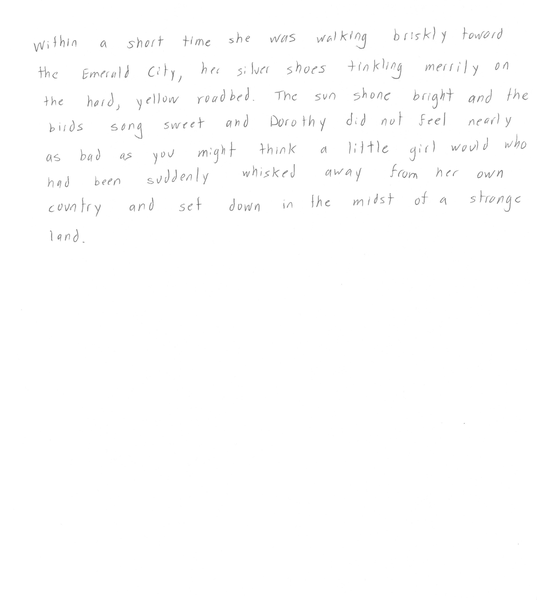 Within a short time she was walking briskly toward
the Emerald City, her silver shoes tinkling merrily on
the hard, yellow roadbed. The sun shone bright and the
birds sang sweet and Dorothy did not feel nearly
as bad as you might think a little girl would who
had been suddenly whisked away from her own
country and set down in the midst of a strange
land.